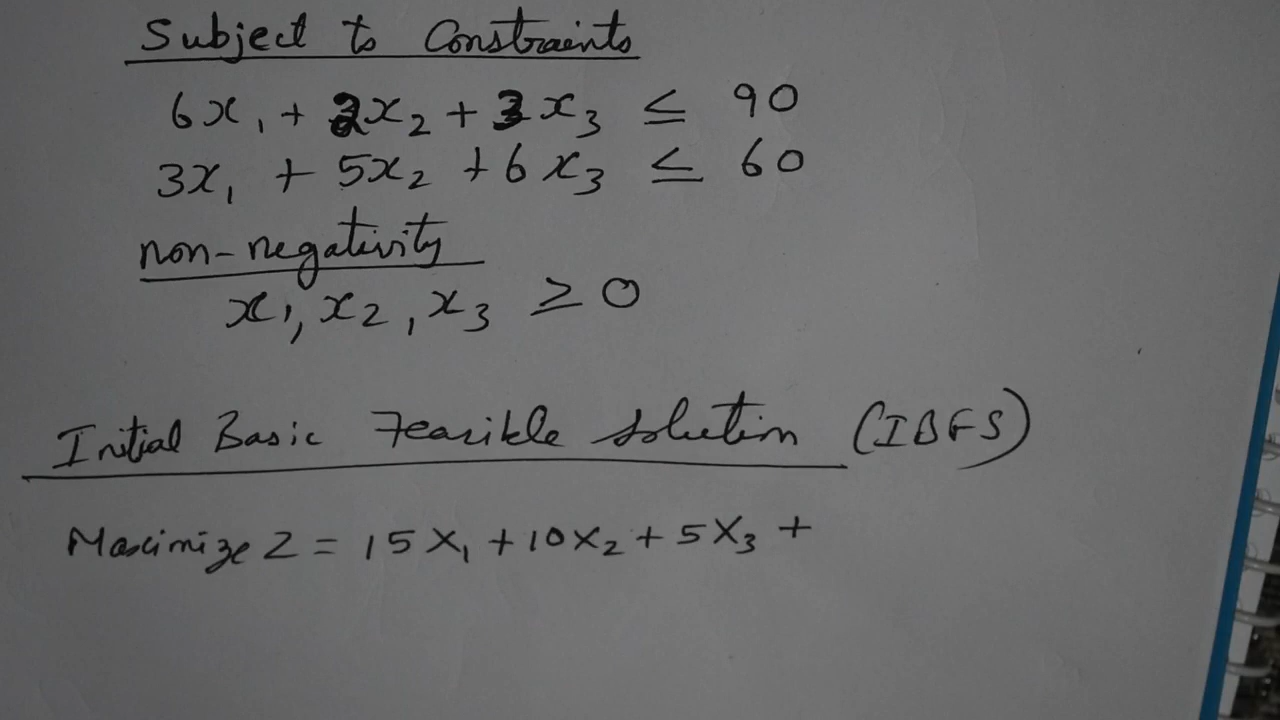 Subject to Constraints
6x₁ + 2x₂ + 3x₃ ≤ 90
3x₁ + 5x₂ + 6x₃ ≤ 60
non-negativity
x₁, x₂, x₃ ≥ 0
Initial Basic Feasible Solution (IBFS)
Maximize Z = 15X₁ + 10X₂ + 5X₃ +